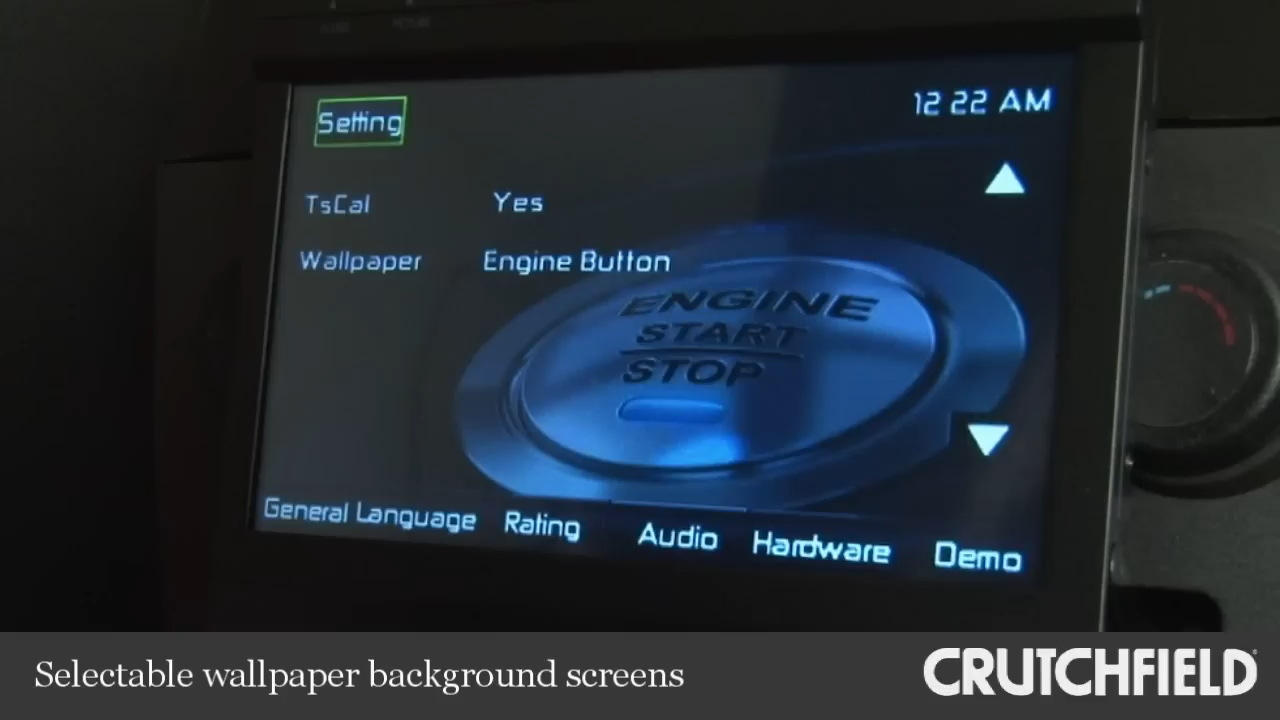 Setting
12 22 AM
TsCal Yes
Wallpaper Engine Button
ENGINE
START
STOP
General Language Rating Audio Hardware Demo
Selectable wallpaper background screens
CRUTCHFIELD